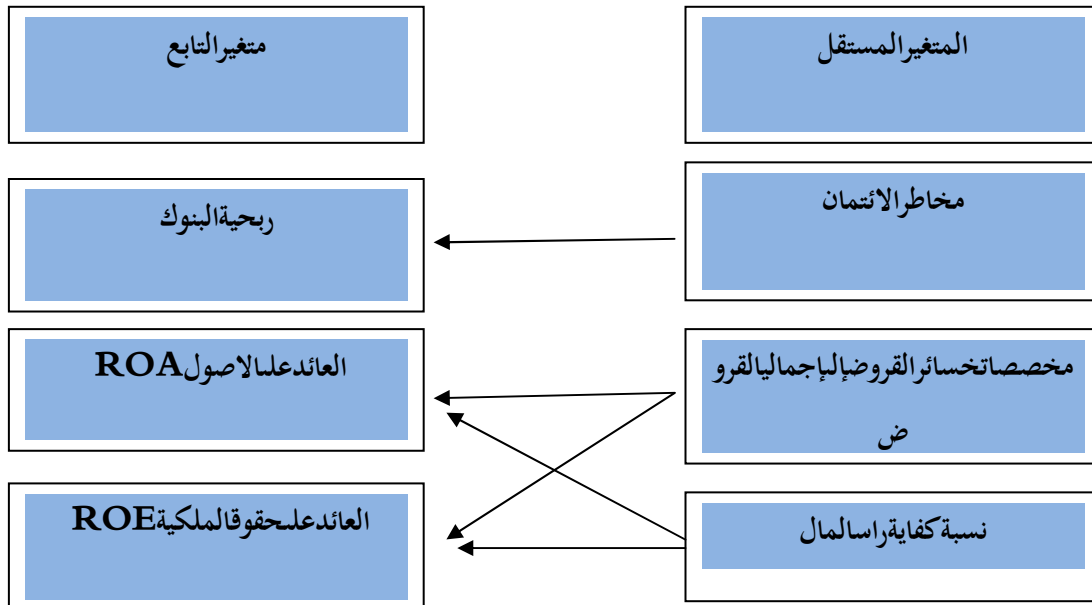 المتغيرالمستقل
متغيرالتابع
مخاطرالائتمان
ربحيةالبنوك
مخصصاتخسائرالقروضإلىإجماليالقرو
ض
العائدعلىالاصولROA
نسبةكفايةراسالمال
العائدعلىحقوقالملكيةROE